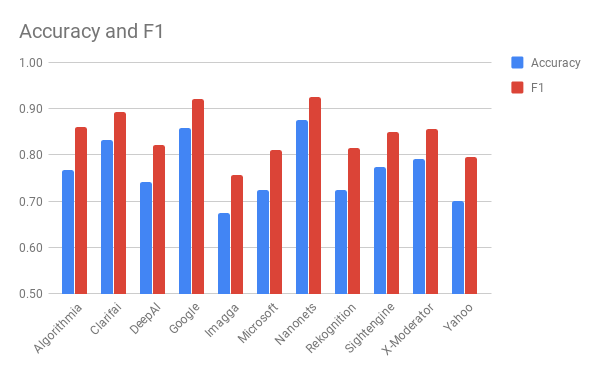 Accuracy and F1
1.00
0.90
0.80
0.70
0.60
0.50
Algorithmia
Clarifai
DeepAI
Google
Imagga
Microsoft
Nanonets
Rekognition
Sightengine
X-Moderator
Yahoo
Accuracy
F1